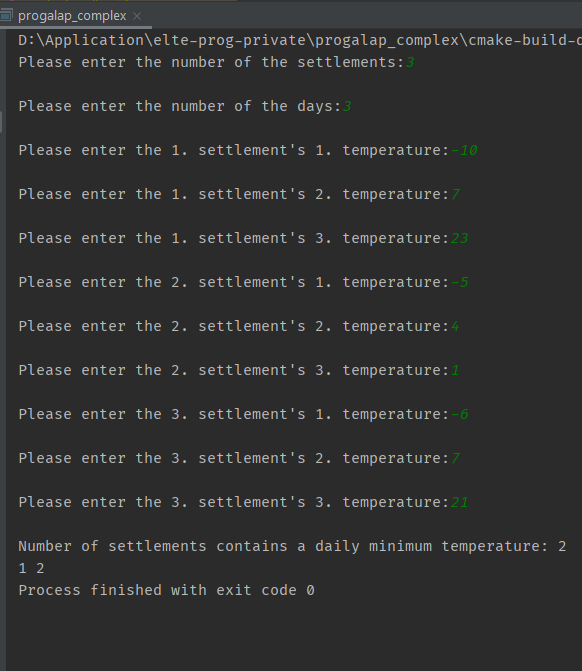 progalap_complex
D:\Application\elte-prog-private\progalap_complex\cmake-build-
Please enter the number of the settlements:3
Please enter the number of the days:3
Please enter the 1. settlement's 1. temperature:-10
Please enter the 1. settlement's 2. temperature:7
Please enter the 1. settlement's 3. temperature:23
Please enter the 2. settlement's 1. temperature:-5
Please enter the 2. settlement's 2. temperature:4
Please enter the 2. settlement's 3. temperature:1
Please enter the 3. settlement's 1. temperature:-6
Please enter the 3. settlement's 2. temperature:7
Please enter the 3. settlement's 3. temperature:21
Number of settlements contains a daily minimum temperature: 2
1 2
Process finished with exit code 0